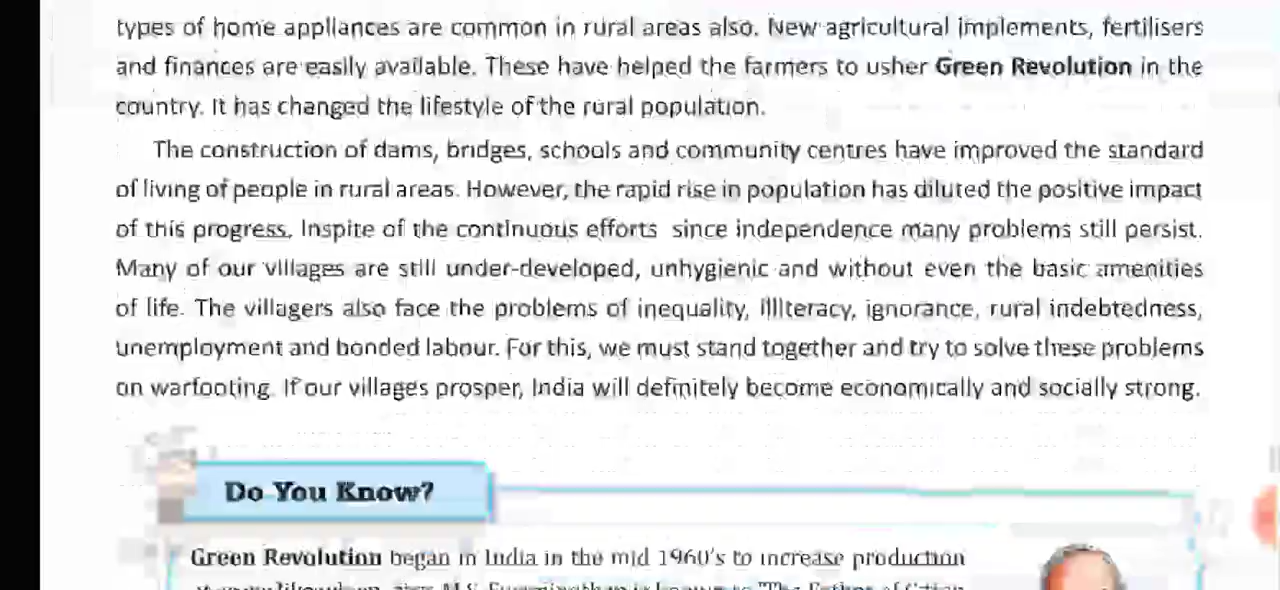 types of home appliances are common in rural areas also. New agricultural implements, fertilisers
and finances are easily available. These have helped the farmers to usher Green Revolution in the
country. It has changed the lifestyle of the rural population.
The construction of dams, bridges, schools and community centres have improved the standard
of living of people in rural areas. However, the rapid rise in population has diluted the positive impact
of this progress. Inspite of the continuous efforts since independence many problems still persist.
Many of our villages are still under-developed, unhygienic and without even the basic amenities
of life. The villagers also face the problems of inequality, illiteracy, ignorance, rural indebtedness,
unemployment and bonded labour. For this, we must stand together and try to solve these problems
on warfooting. If our villages prosper, India will definitely become economically and socially strong.
Do You Know?
Green Revolution began in India in the mid 1960's to increase production